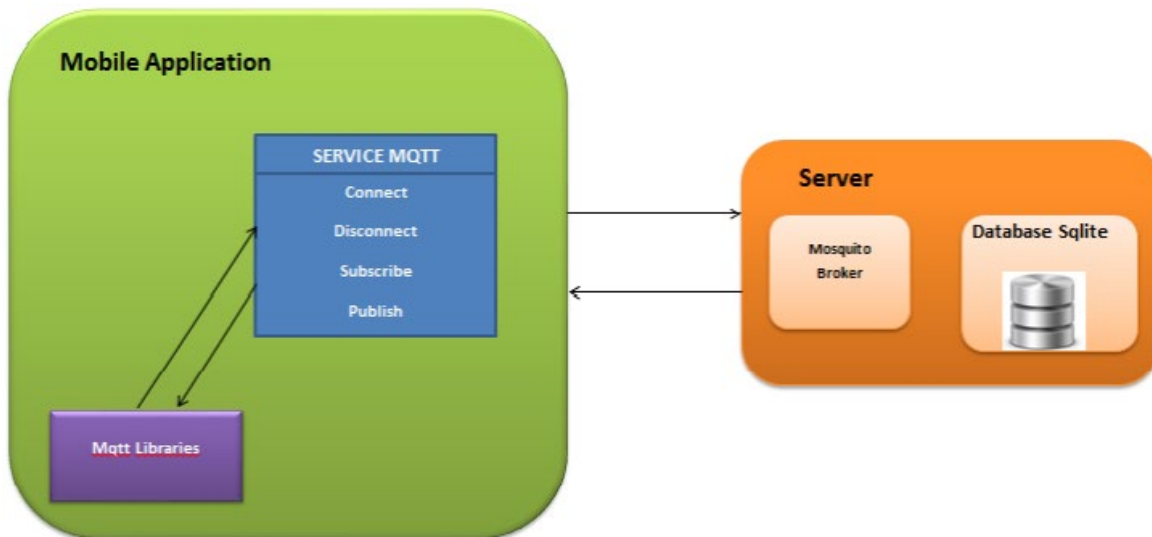 Mobile Application
SERVICE MQTT
Connect
Disconnect
Subscribe
Publish
Mqtt Libraries
Server
Mosquito
Broker
Database Sqlite